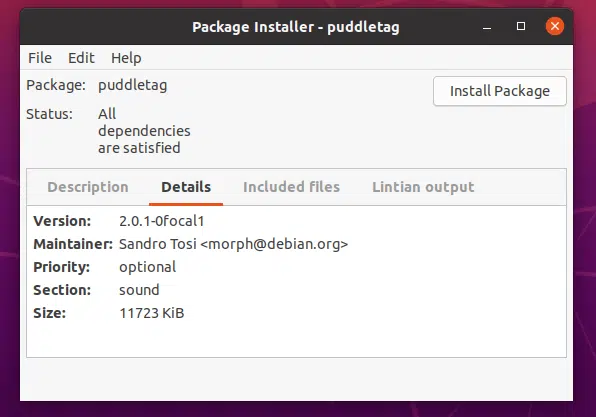 Package Installer - puddletag
File Edit Help
Package: puddletag
Install Package
Status: All
dependencies
are satisfied
Description Details Included files Lintian output
Version: 2.0.1-0focal1
Maintainer: Sandro Tosi <morph@debian.org>
Priority: optional
Section: sound
Size: 11723 KiB